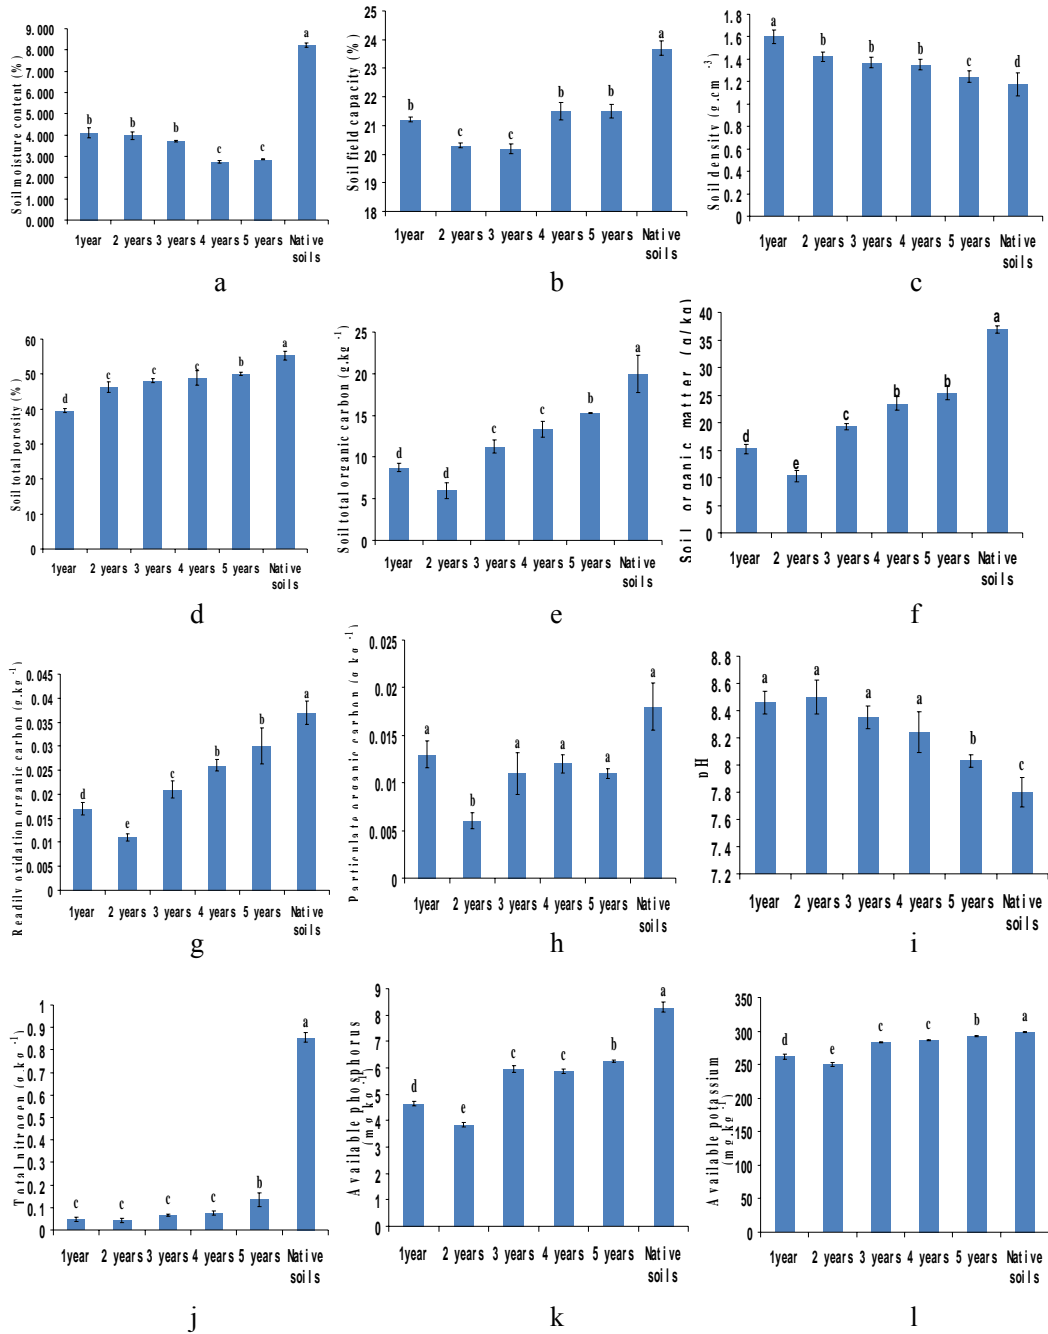 Soil moisture content (%)
9.000
8.000
7.000
6.000
5.000
4.000
3.000
2.000
1.000
0.000
b
b
b
c
c
a
1year 2 years 3 years 4 years 5 years Native
soils
a
Soil field capacity (%)
25
24
23
22
21
20
19
18
b
c
c
b
b
a
1year 2 years 3 years 4 years 5 years Native
soils
b
Soil density (g.cm -3)
1.8
1.6
1.4
1.2
1
0.8
0.6
0.4
0.2
0
a
b
b
b
c
d
1year 2 years 3 years 4 years 5 years Native
soils
c
Soil total porosity (%)
60
50
40
30
20
10
0
d
c
c
c
b
a
1year 2 years 3 years 4 years 5 years Native
soils
d
Soil total organic carbon (g.kg -1)
25
20
15
10
5
0
d
d
c
c
b
a
1year 2 years 3 years 4 years 5 years Native
soils
e
Soil organic matter (g/kg)
40
35
30
25
20
15
10
5
0
d
e
c
b
b
a
1year 2 years 3 years 4 years 5 years Native
soils
f
Readily oxidation organic carbon (g.kg -1)
0.045
0.04
0.035
0.03
0.025
0.02
0.015
0.01
0.005
0
d
e
c
b
b
a
1year 2 years 3 years 4 years 5 years Native
soils
g
Particulate organic carbon (g.kg -1)
0.025
0.02
0.015
0.01
0.005
0
a
b
a
a
a
a
1year 2 years 3 years 4 years 5 years Native
soils
h
pH
8.8
8.6
8.4
8.2
8
7.8
7.6
7.4
7.2
a
a
a
a
b
c
1year 2 years 3 years 4 years 5 years Native
soils
i
Total nitrogen (g.kg -1)
1
0.9
0.8
0.7
0.6
0.5
0.4
0.3
0.2
0.1
0
c
c
c
c
b
a
1year 2 years 3 years 4 years 5 years Native
soils
j
Available phosphorus
(mg.kg -1)
9
8
7
6
5
4
3
2
1
0
d
e
c
c
b
a
1year 2 years 3 years 4 years 5 years Native
soils
k
Available potassium
(mg.kg -1)
350
300
250
200
150
100
50
0
d
e
c
c
b
a
1year 2 years 3 years 4 years 5 years Native
soils
l